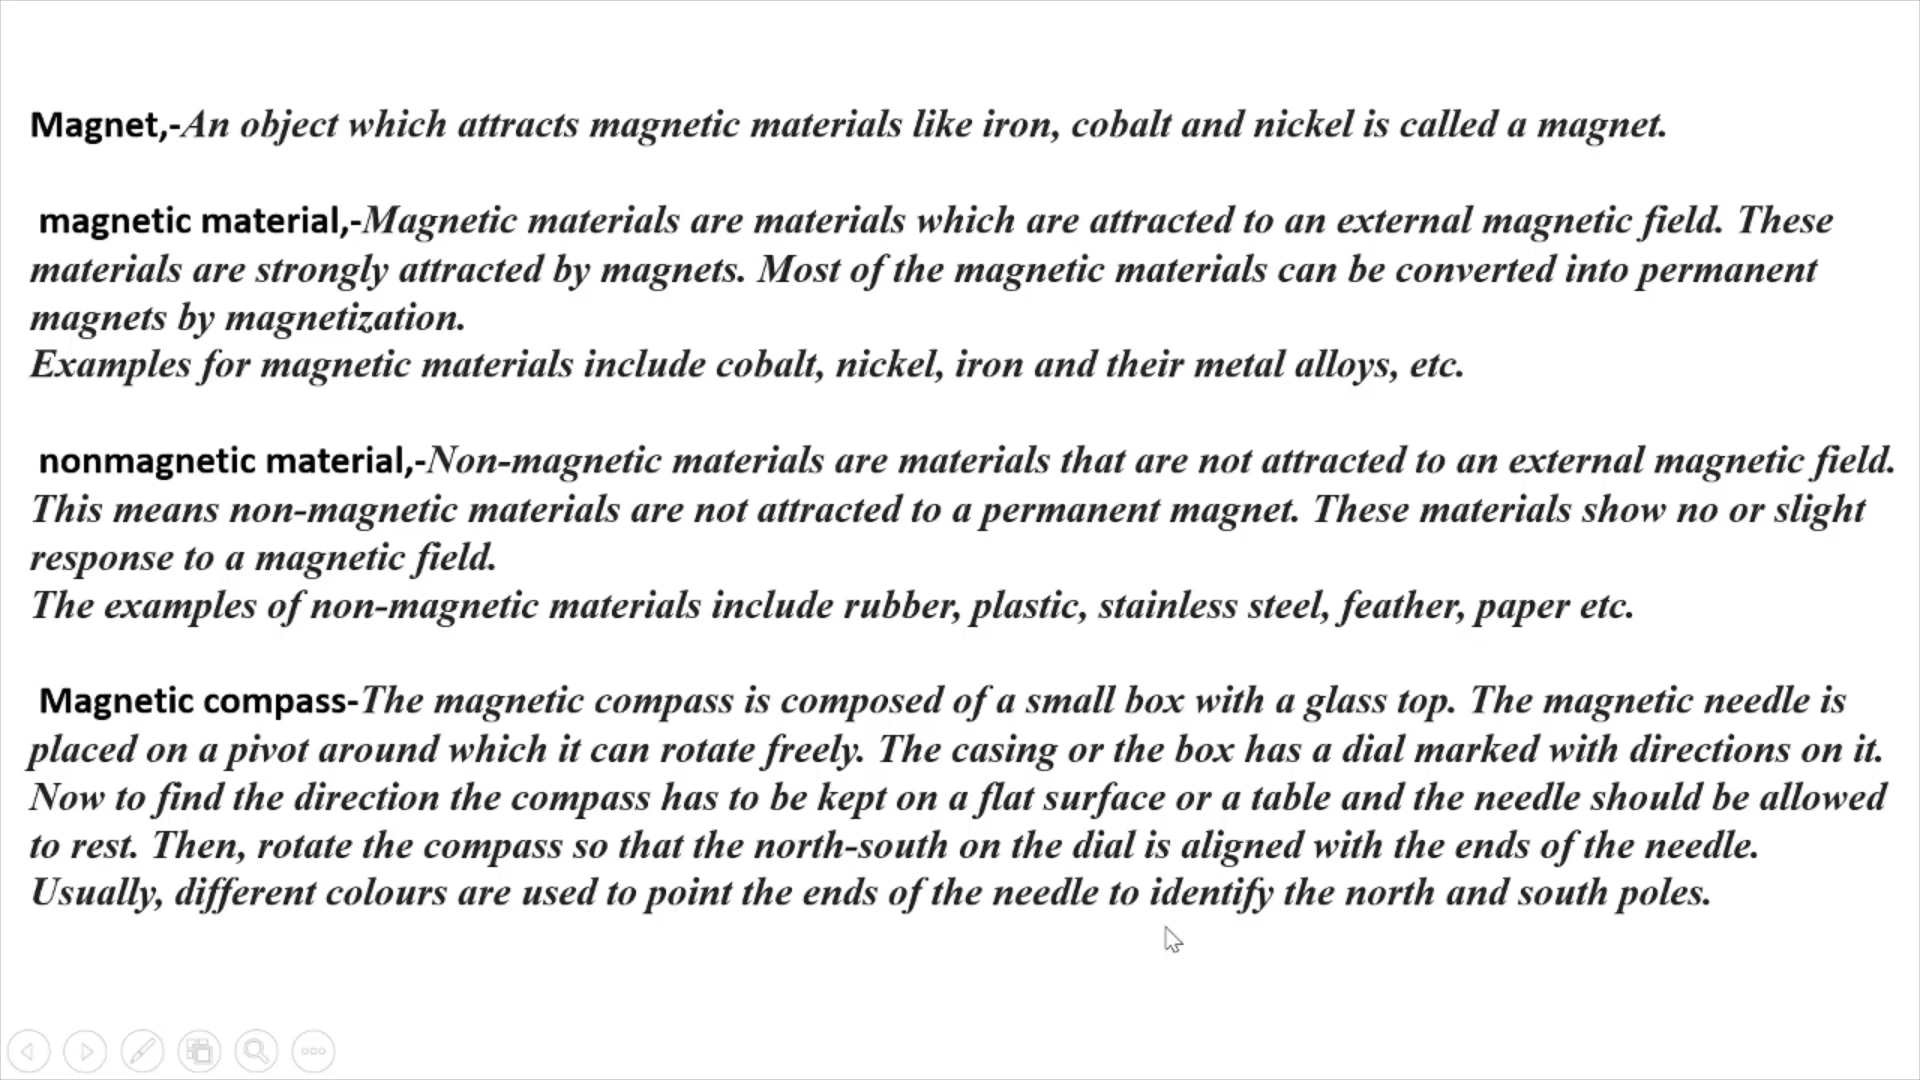 Magnet,-An object which attracts magnetic materials like iron, cobalt and nickel is called a magnet.
magnetic material,-Magnetic materials are materials which are attracted to an external magnetic field. These
materials are strongly attracted by magnets. Most of the magnetic materials can be converted into permanent
magnets by magnetization.
Examples for magnetic materials include cobalt, nickel, iron and their metal alloys, etc.
nonmagnetic material,-Non-magnetic materials are materials that are not attracted to an external magnetic field.
This means non-magnetic materials are not attracted to a permanent magnet. These materials show no or slight
response to a magnetic field.
The examples of non-magnetic materials include rubber, plastic, stainless steel, feather, paper etc.
Magnetic compass-The magnetic compass is composed of a small box with a glass top. The magnetic needle is
placed on a pivot around which it can rotate freely. The casing or the box has a dial marked with directions on it.
Now to find the direction the compass has to be kept on a flat surface or a table and the needle should be allowed
to rest. Then, rotate the compass so that the north-south on the dial is aligned with the ends of the needle.
Usually, different colours are used to point the ends of the needle to identify the north and south poles.